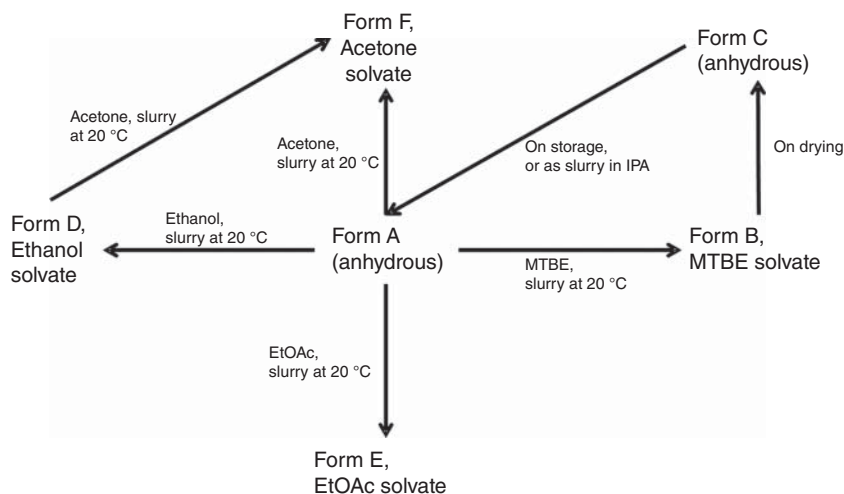 Form F,
Acetone
solvate
Form C
(anhydrous)
Acetone, slurry
at 20 °C
Acetone,
slurry at 20 °C
On storage,
or as slurry in IPA
On drying
Form D,
Ethanol
solvate
Ethanol,
slurry at 20 °C
Form A
(anhydrous)
MTBE,
slurry at 20 °C
Form B,
MTBE solvate
EtOAc,
slurry at 20 °C
Form E,
EtOAc solvate